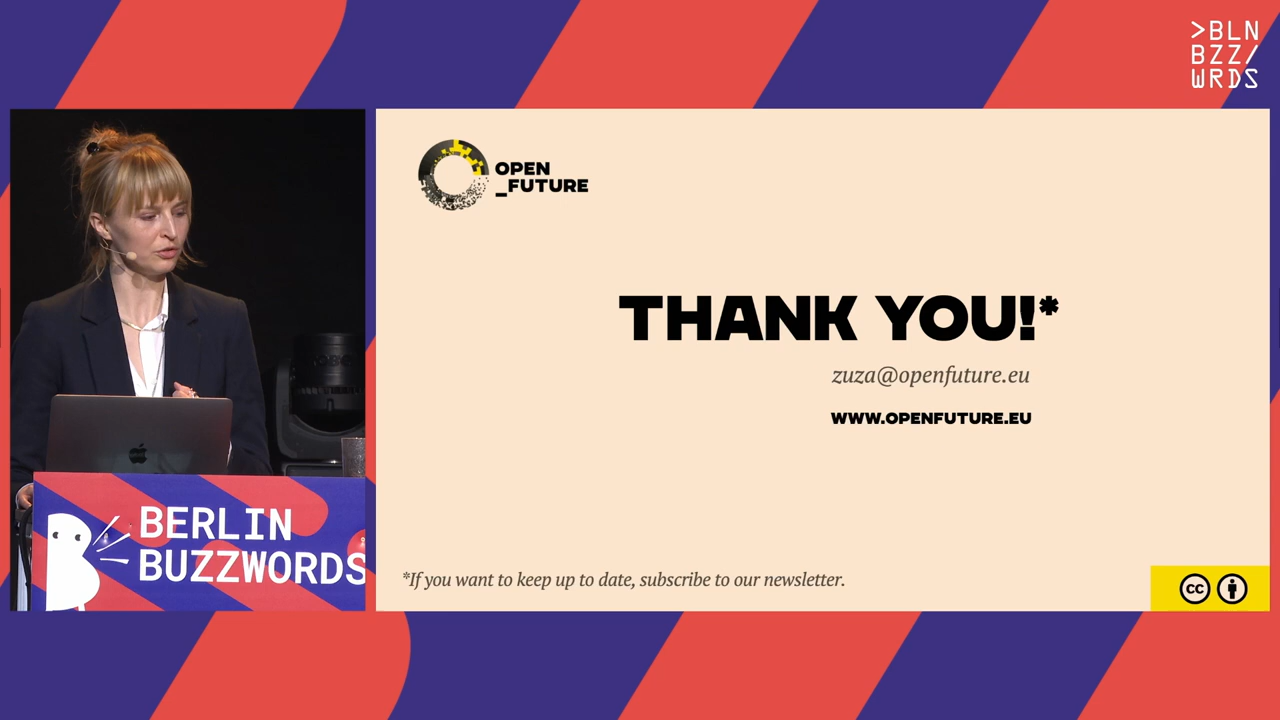 >BLN
BZZ/
WRDS
OPEN
_FUTURE
THANK YOU!*
zuza@openfuture.eu
WWW.OPENFUTURE.EU
BERLIN
BUZZWORDS
*If you want to keep up to date, subscribe to our newsletter.
cc